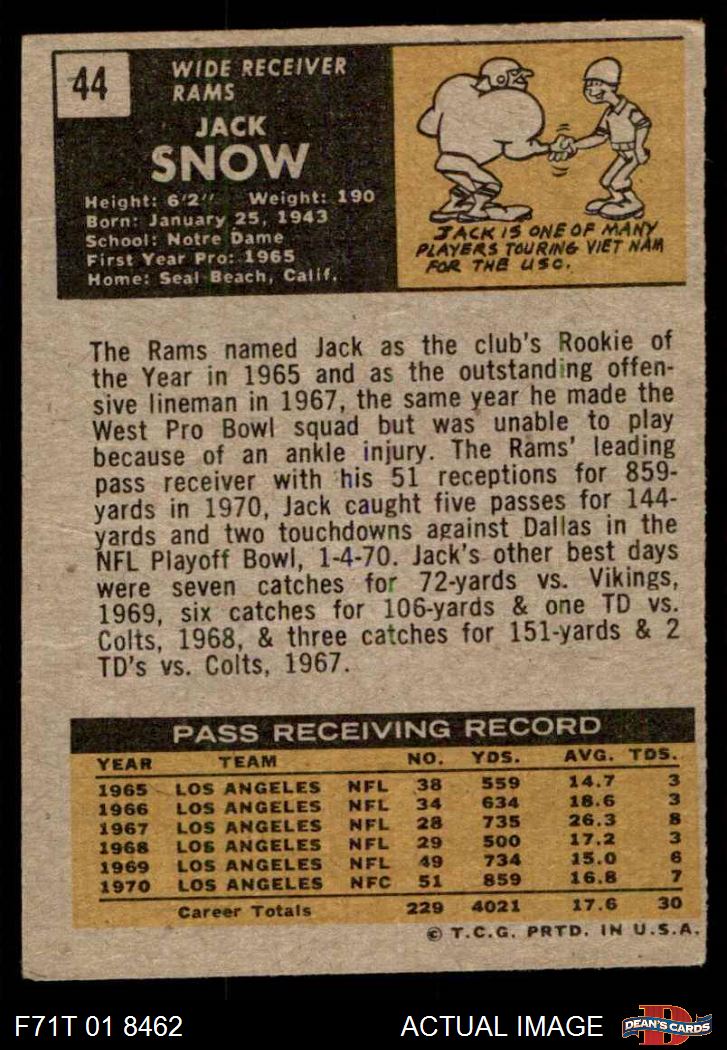 44
WIDE RECEIVER
RAMS
JACK
SNOW
Height: 6'2" Weight: 190
Born: January 25, 1943
School: Notre Dame
First Year Pro: 1965
Home: Seal Beach, Calif.
JACK IS ONE OF MANY
PLAYERS TOURING VIET NAM
FOR THE USC.
The Rams named Jack as the club's Rookie of
the Year in 1965 and as the outstanding offen-
sive lineman in 1967, the same year he made the
West Pro Bowl squad but was unable to play
because of an ankle injury. The Rams' leading
pass receiver with his 51 receptions for 859-
yards in 1970, Jack caught five passes for 144-
yards and two touchdowns against Dallas in the
NFL Playoff Bowl, 1-4-70. Jack's other best days
were seven catches for 72-yards vs. Vikings,
1969, six catches for 106-yards & one TD vs.
Colts, 1968, & three catches for 151-yards & 2
TD's vs. Colts, 1967.
PASS RECEIVING RECORD
YEAR TEAM NO. YDS. AVG. TDS.
1965 LOS ANGELES NFL 38 559 14.7 3
1966 LOS ANGELES NFL 34 634 18.6 3
1967 LOS ANGELES NFL 28 735 26.3 8
1968 LOS ANGELES NFL 29 500 17.2 3
1969 LOS ANGELES NFL 49 734 15.0 6
1970 LOS ANGELES NFC 51 859 16.8 7
Career Totals 229 4021 17.6 30
© T.C.G. PRTD. IN U.S.A.
F71T 01 8462 ACTUAL IMAGE
D
DEAN'S CARDS